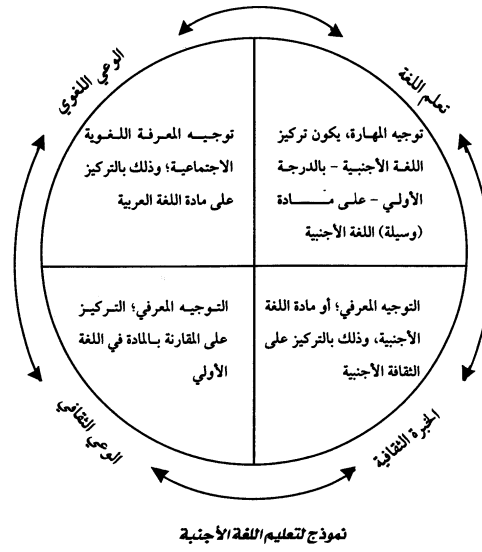 تعلم اللغة
الوعي اللغوي
توجيه المهارة، يكون تركيز
اللغة الأجنبية - بالدرجة
الأولي - على مادة
(وسيلة) اللغة الأجنبية
توجيه المعرفة اللغوية
الاجتماعية؛ وذلك بالتركيز
على مادة اللغة العربية
التوجيه المعرفي؛ أو مادة اللغة
الأجنبية، وذلك بالتركيز على
الثقافة الأجنبية
التوجيه المعرفي؛ التركيز
على المقارنة بالمادة في اللغة
الأولي
الخبرة الثقافية
الوعي الثقافي
نموذج لتعليم اللغة الأجنبية